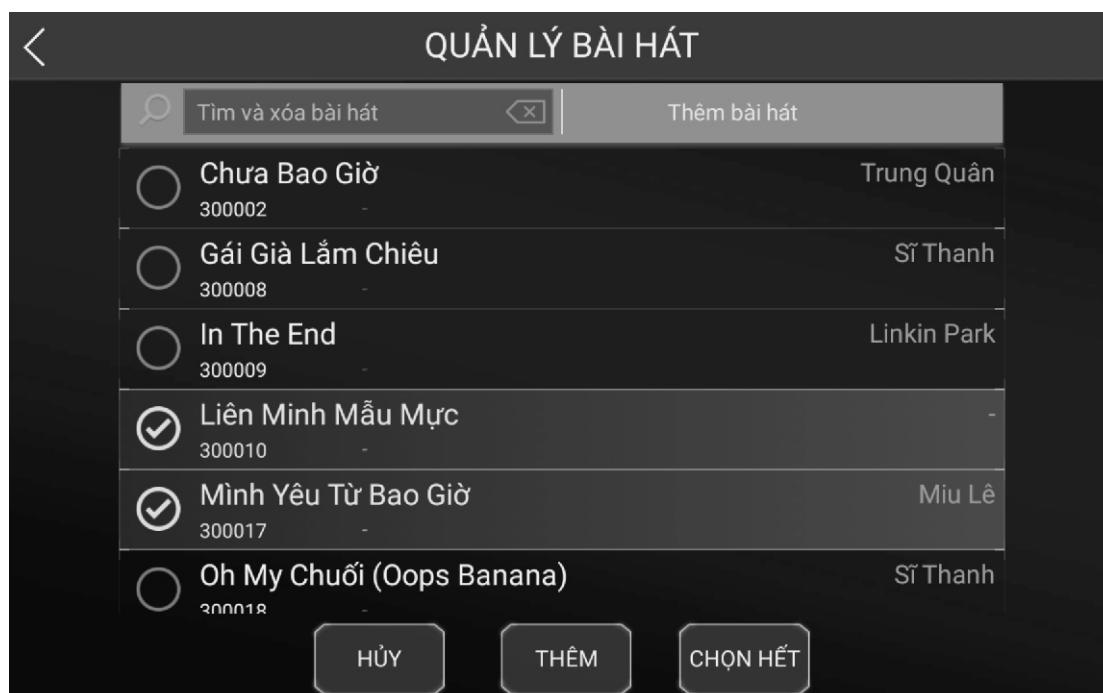 QUẢN LÝ BÀI HÁT
Tìm và xóa bài hát Thêm bài hát
Chưa Bao Giờ Trung Quân
300002 -
Gái Già Lắm Chiêu Sĩ Thanh
300008 -
In The End Linkin Park
300009 -
Liên Minh Mẫu Mực -
300010 -
Mình Yêu Từ Bao Giờ Miu Lê
300017 -
Oh My Chuối (Oops Banana) Sĩ Thanh
300018 -
HỦY THÊM CHỌN HẾT